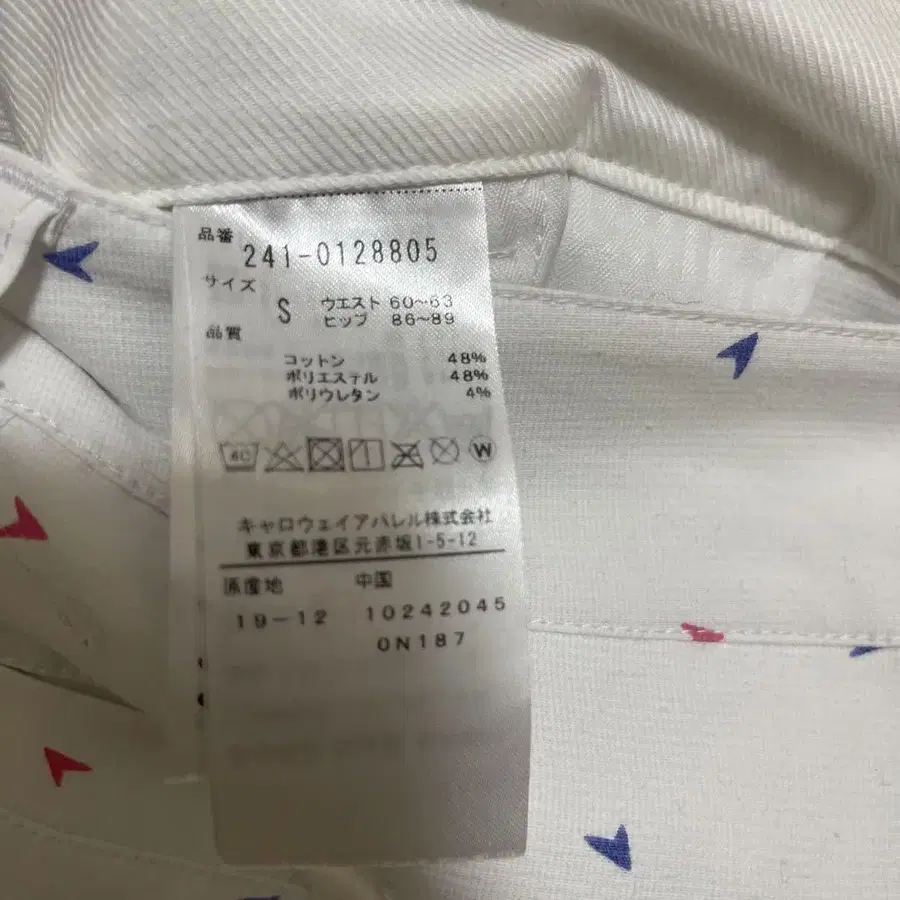 品番
241-0128805
サイズ
S ウエスト 60～63
ヒップ 86～89
品質
コットン 48%
ポリエステル 48%
ポリウレタン 4%
40
W
キャロウェイアパレル株式会社
東京都港区元赤坂1-5-12
原産地 中国
19-12 10242045
0N187